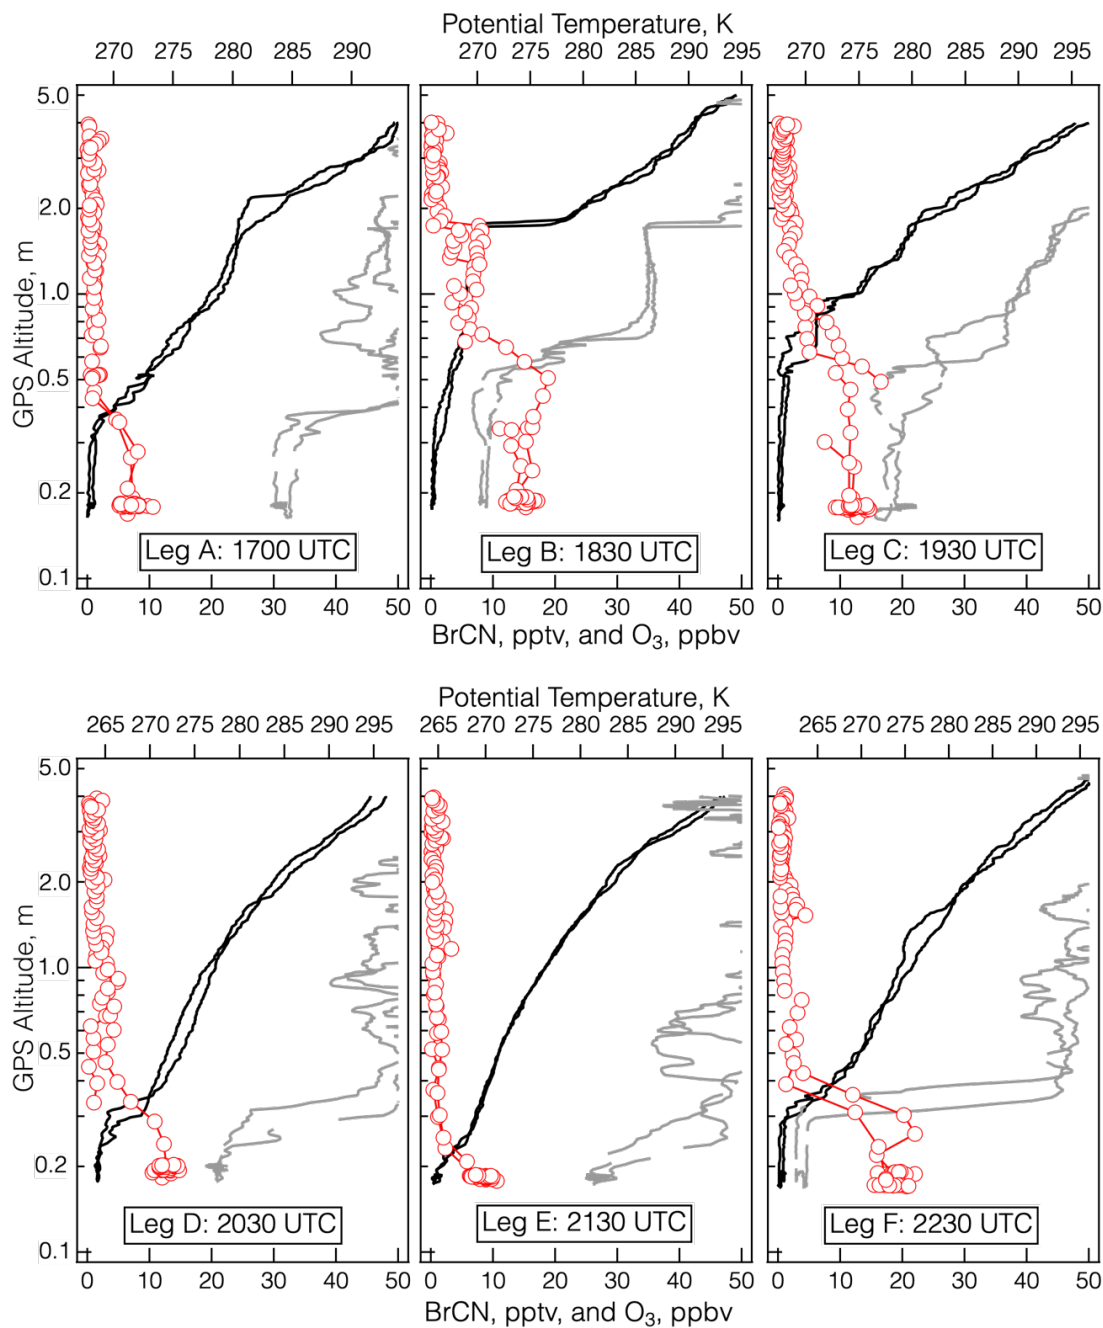 Potential Temperature, K
270 275 280 285 290
270 275 280 285 290 295
270 275 280 285 290 295
5.0
2.0
1.0
0.5
0.2
0.1
GPS Altitude, m
Leg A: 1700 UTC
Leg B: 1830 UTC
Leg C: 1930 UTC
0 10 20 30 40 50
0 10 20 30 40 50
0 10 20 30 40 50
BrCN, pptv, and O₃, ppbv
Potential Temperature, K
265 270 275 280 285 290 295
265 270 275 280 285 290 295
265 270 275 280 285 290 295
5.0
2.0
1.0
0.5
0.2
0.1
GPS Altitude, m
Leg D: 2030 UTC
Leg E: 2130 UTC
Leg F: 2230 UTC
0 10 20 30 40 50
0 10 20 30 40 50
0 10 20 30 40 50
BrCN, pptv, and O₃, ppbv